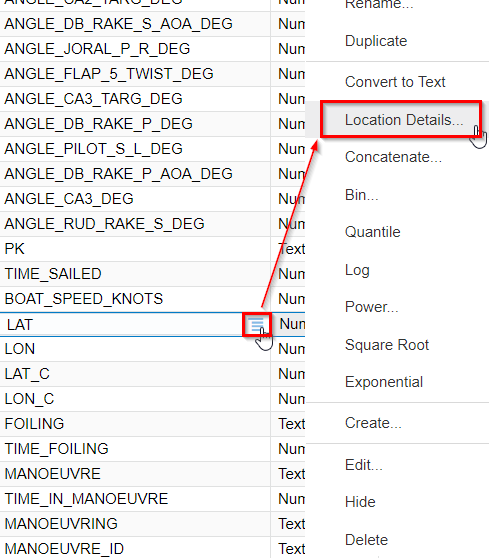 ANGLE_CA2_TARG_DEG Num
ANGLE_DB_RAKE_S_AOA_DEG Num
ANGLE_JORAL_P_R_DEG Num
ANGLE_FLAP_5_TWIST_DEG Num
ANGLE_CA3_TARG_DEG Num
ANGLE_DB_RAKE_P_DEG Num
ANGLE_PILOT_S_L_DEG Num
ANGLE_DB_RAKE_P_AOA_DEG Num
ANGLE_CA3_DEG Num
ANGLE_RUD_RAKE_S_DEG Num
PK Text
TIME_SAILED Num
BOAT_SPEED_KNOTS Num
LAT Num
LON Num
LAT_C Num
LON_C Num
FOILING Text
TIME_FOILING Num
MANOEUVRE Text
TIME_IN_MANOEUVRE Num
MANOEUVRING Text
MANOEUVRE_ID Text
Rename...
Duplicate
Convert to Text
Location Details...
Concatenate...
Bin...
Quantile
Log
Power...
Square Root
Exponential
Create...
Edit...
Hide
Delete